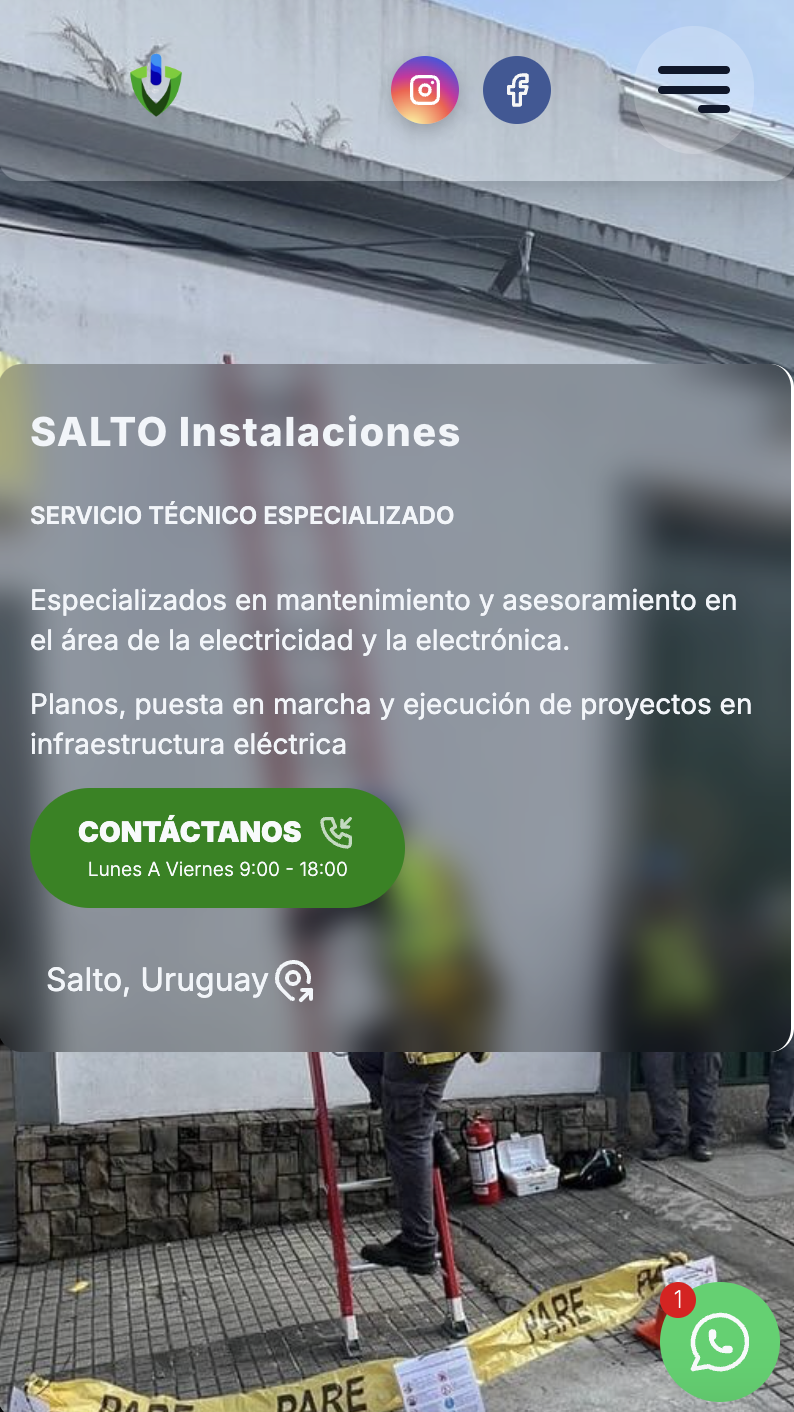 SALTO Instalaciones
SERVICIO TÉCNICO ESPECIALIZADO
Especializados en mantenimiento y asesoramiento en
el área de la electricidad y la electrónica.
Planos, puesta en marcha y ejecución de proyectos en
infraestructura eléctrica
CONTÁCTANOS
Lunes A Viernes 9:00 - 18:00
Salto, Uruguay
1
PARE
PARE
PARE